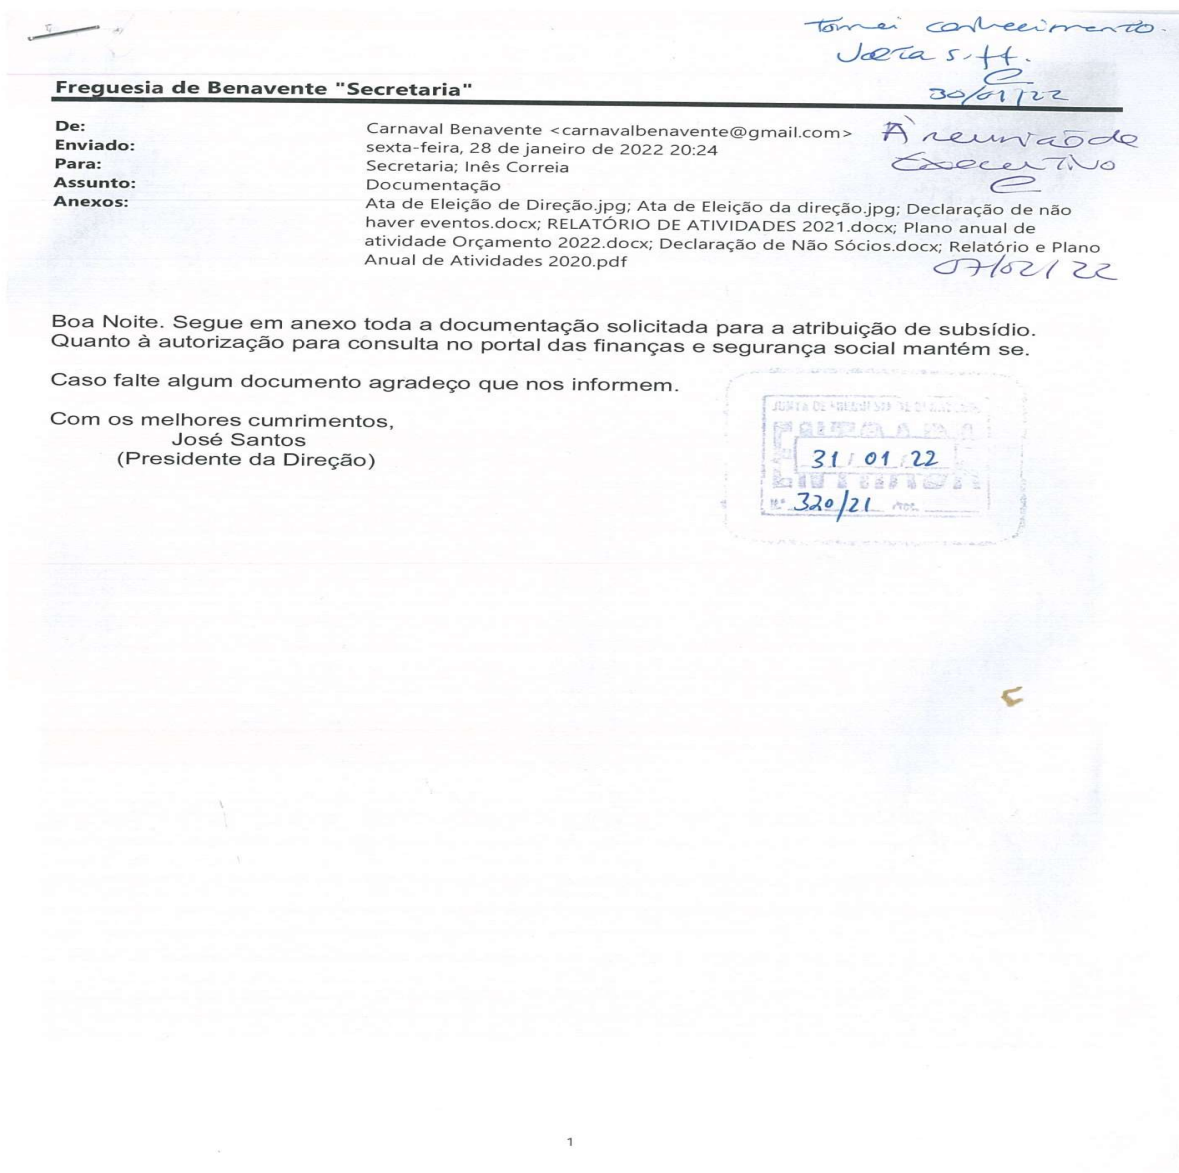 Tomei conhecimento.
30/01/22
Freguesia de Benavente "Secretaria"
À reunião de
Executivo
07/02/22
De: Carnaval Benavente <carnavalbenavente@gmail.com>
Enviado: sexta-feira, 28 de janeiro de 2022 20:24
Para: Secretaria; Inês Correia
Assunto: Documentação
Anexos: Ata de Eleição de Direção.jpg; Ata de Eleição da direção.jpg; Declaração de não
haver eventos.docx; RELATÓRIO DE ATIVIDADES 2021.docx; Plano anual de
atividade Orçamento 2022.docx; Declaração de Não Sócios.docx; Relatório e Plano
Anual de Atividades 2020.pdf
Boa Noite. Segue em anexo toda a documentação solicitada para a atribuição de subsídio.
Quanto à autorização para consulta no portal das finanças e segurança social mantém se.
Caso falte algum documento agradeço que nos informem.
Com os melhores cumrimentos,
José Santos
(Presidente da Direção)
JUNTA DE FREGUESIA DE BENAVENTE
ENTRADA
31/01/22
N.º 320/21
1